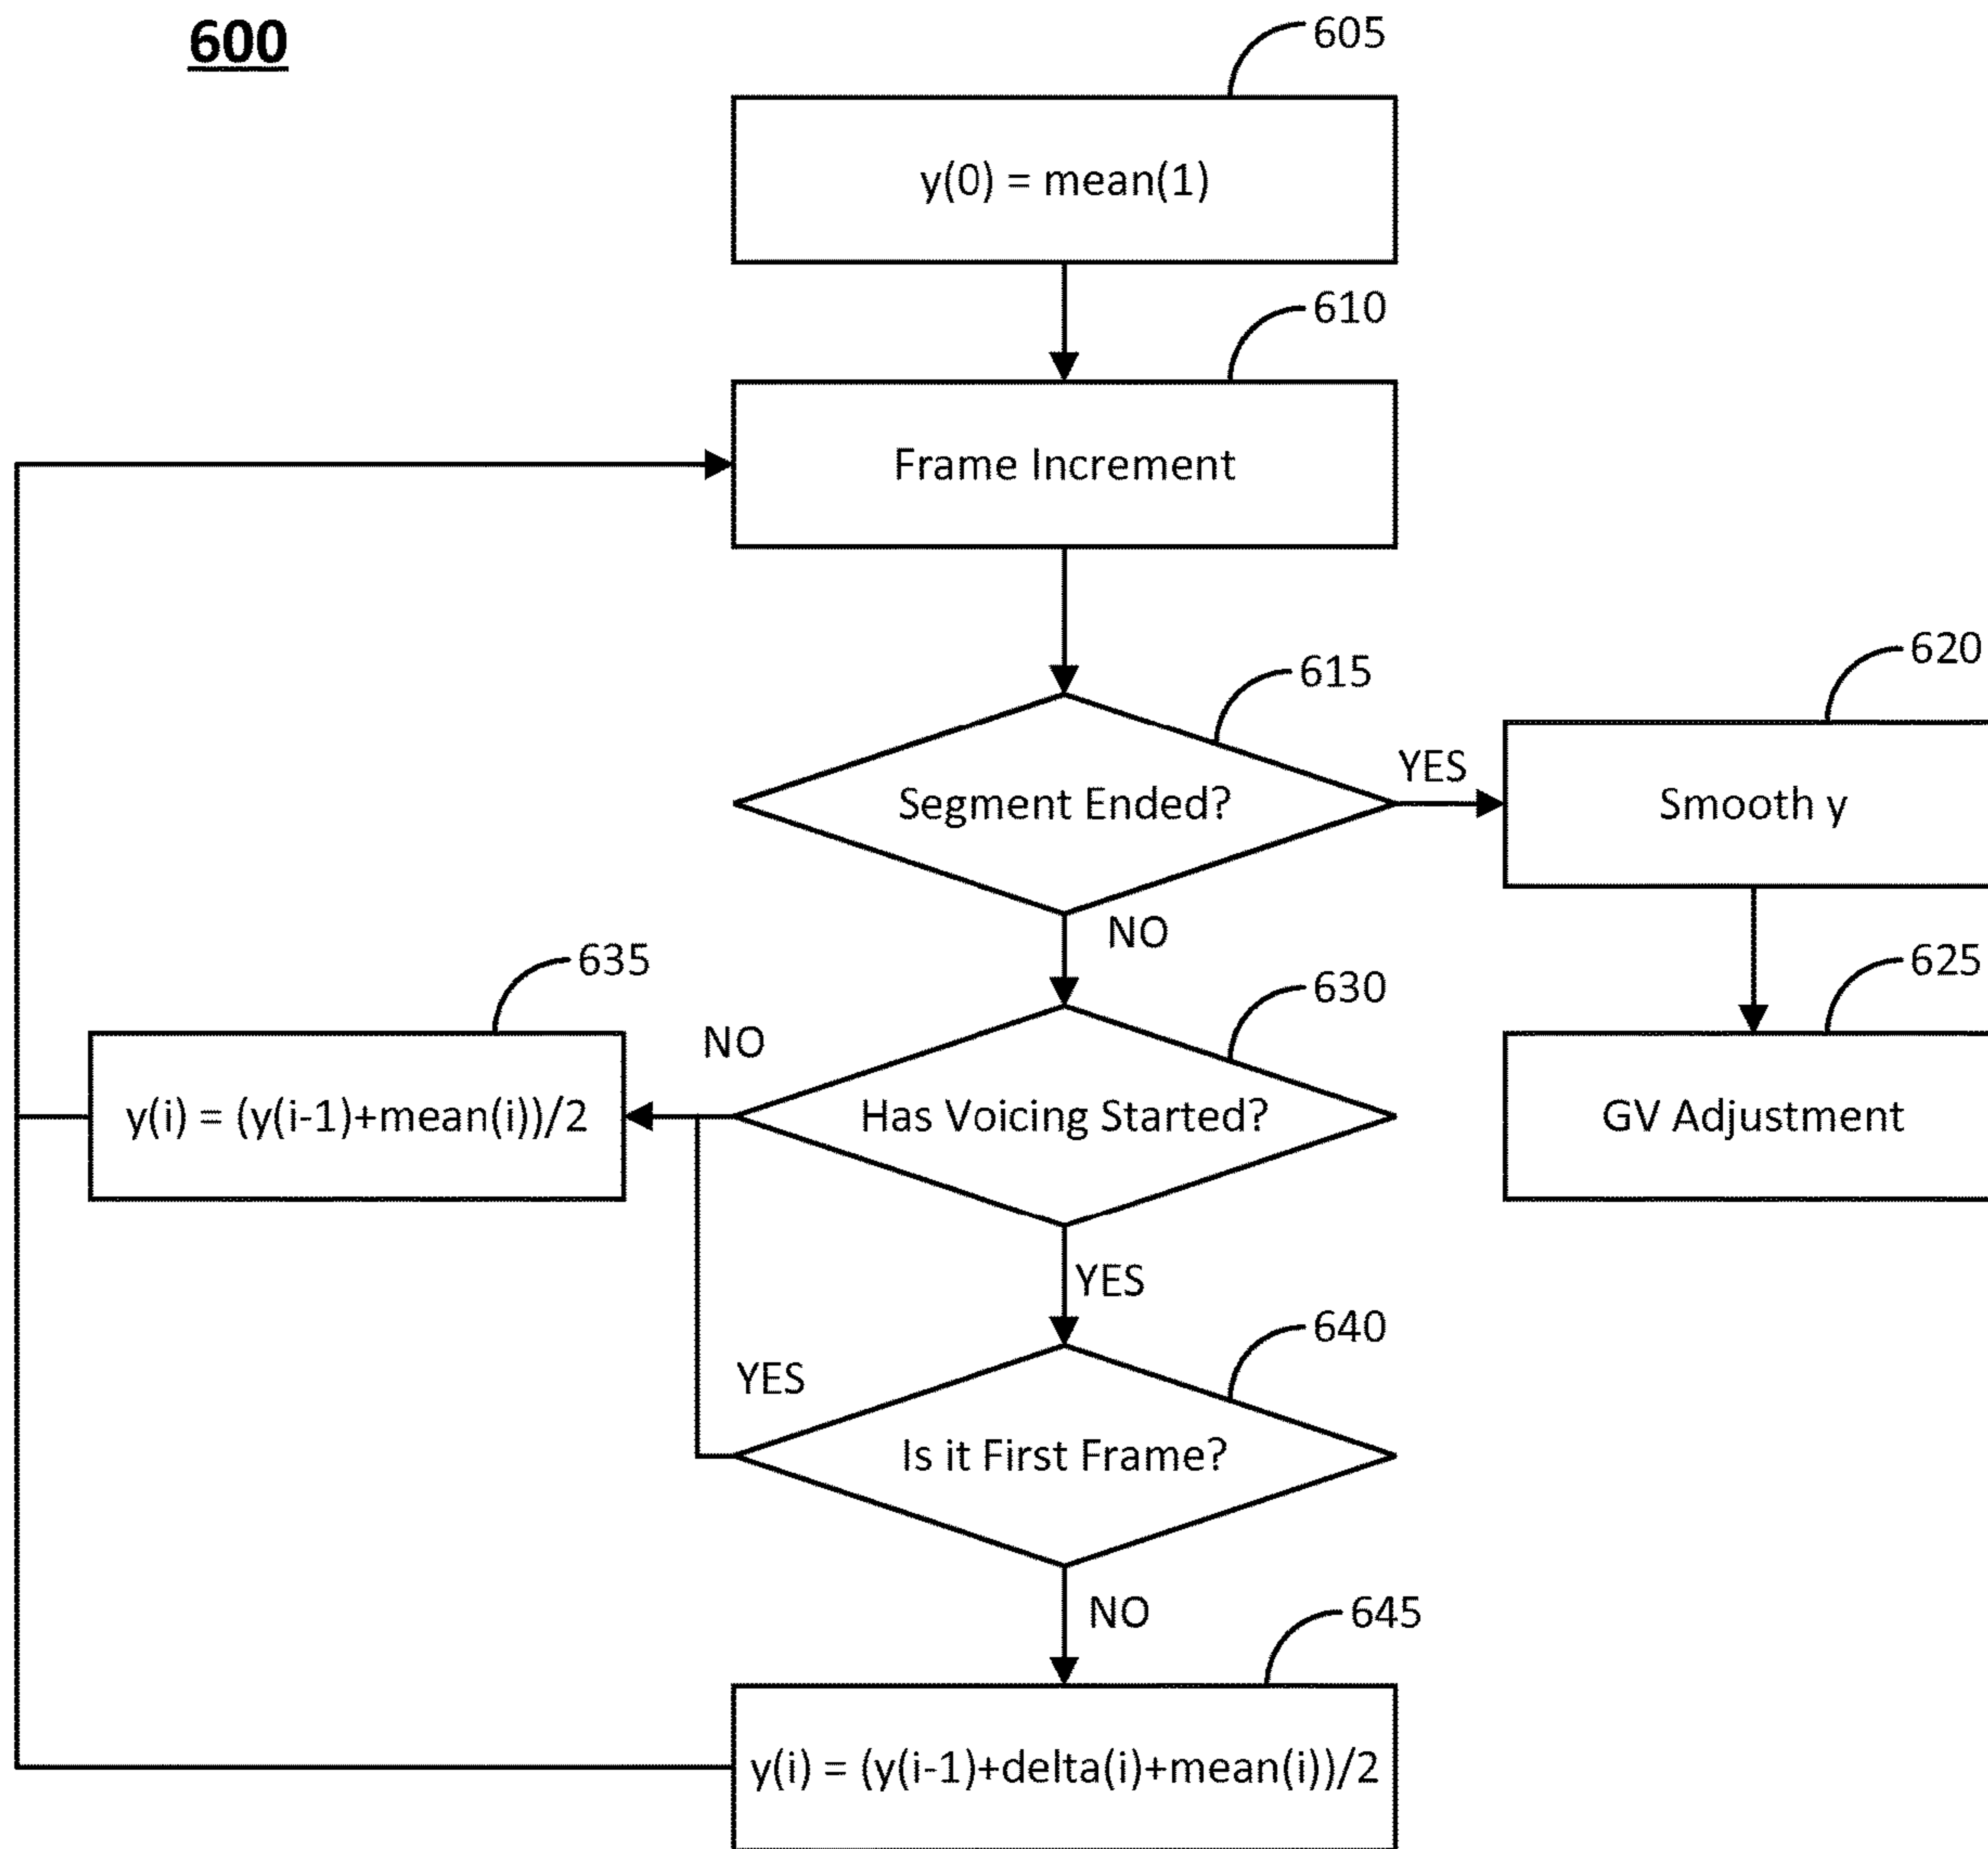 600
605
y(0) = mean(1)
610
Frame Increment
615
Segment Ended?
YES
620
Smooth y
NO
625
GV Adjustment
630
Has Voicing Started?
NO
635
y(i) = (y(i-1)+mean(i))/2
YES
640
Is it First Frame?
YES
NO
645
y(i) = (y(i-1)+delta(i)+mean(i))/2